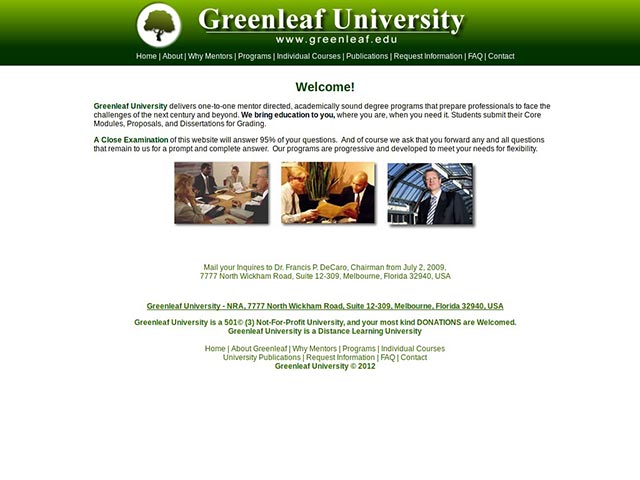 Greenleaf University
www.greenleaf.edu
Home | About | Why Mentors | Programs | Individual Courses | Publications | Request Information | FAQ | Contact
Welcome!
Greenleaf University delivers one-to-one mentor directed, academically sound degree programs that prepare professionals to face the
challenges of the next century and beyond. We bring education to you, where you are, when you need it. Students submit their Core
Modules, Proposals, and Dissertations for Grading.
A Close Examination of this website will answer 95% of your questions. And of course we ask that you forward any and all questions
that remain to us for a prompt and complete answer. Our programs are progressive and developed to meet your needs for flexibility.
Mail your Inquires to Dr. Francis P. DeCaro, Chairman from July 2, 2009,
7777 North Wickham Road, Suite 12-309, Melbourne, Florida 32940, USA
Greenleaf University - NRA, 7777 North Wickham Road, Suite 12-309, Melbourne, Florida 32940, USA
Greenleaf University is a 501© (3) Not-For-Profit University, and your most kind DONATIONS are Welcomed.
Greenleaf University is a Distance Learning University
Home | About Greenleaf | Why Mentors | Programs | Individual Courses
University Publications | Request Information | FAQ | Contact
Greenleaf University © 2012